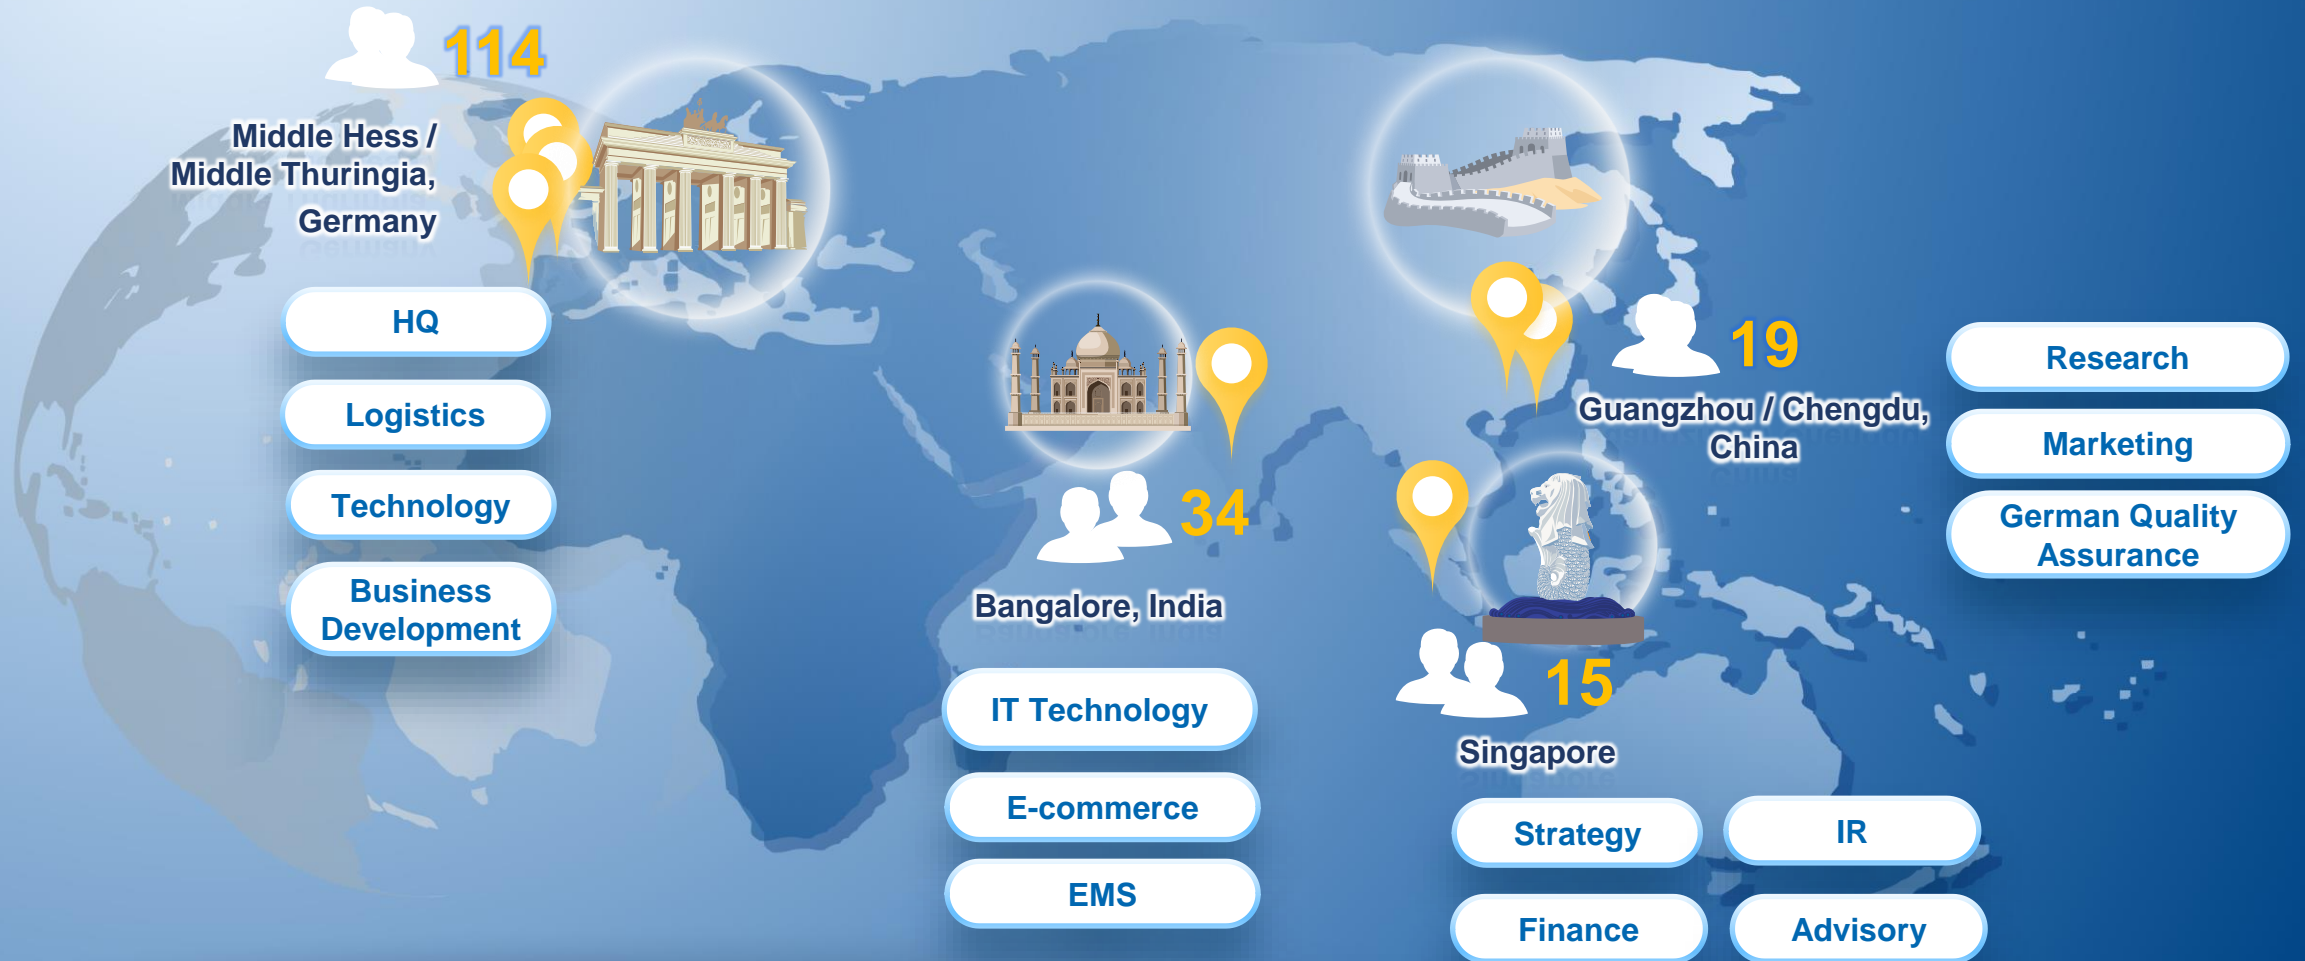 114
Middle Hess /
Middle Thuringia,
Germany
HQ
Logistics
Technology
Business
Development
34
Bangalore, India
IT Technology
E-commerce
EMS
19
Guangzhou / Chengdu,
China
Research
Marketing
German Quality
Assurance
15
Singapore
Strategy
IR
Finance
Advisory